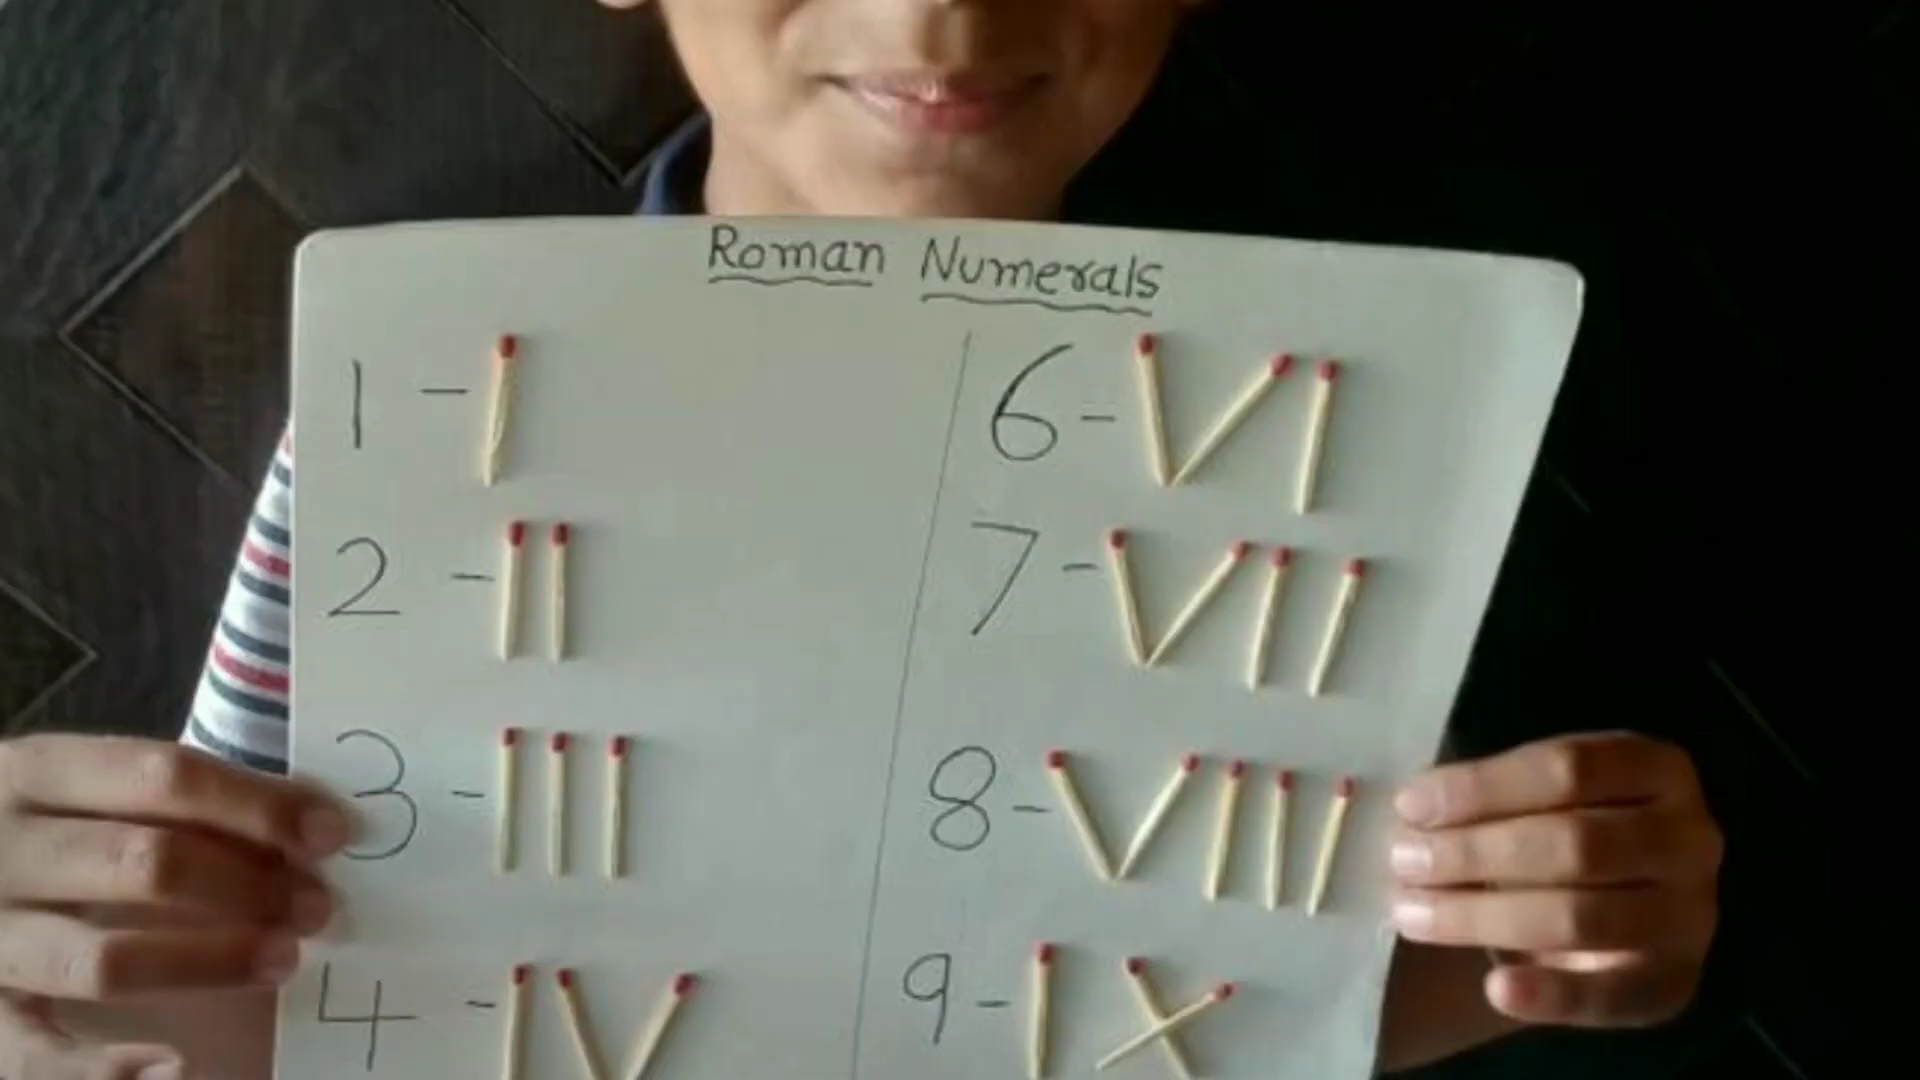 Roman Numerals
1 - I
2 - II
3 - III
4 - IV
6 - VI
7 - VII
8 - VIII
9 - IX